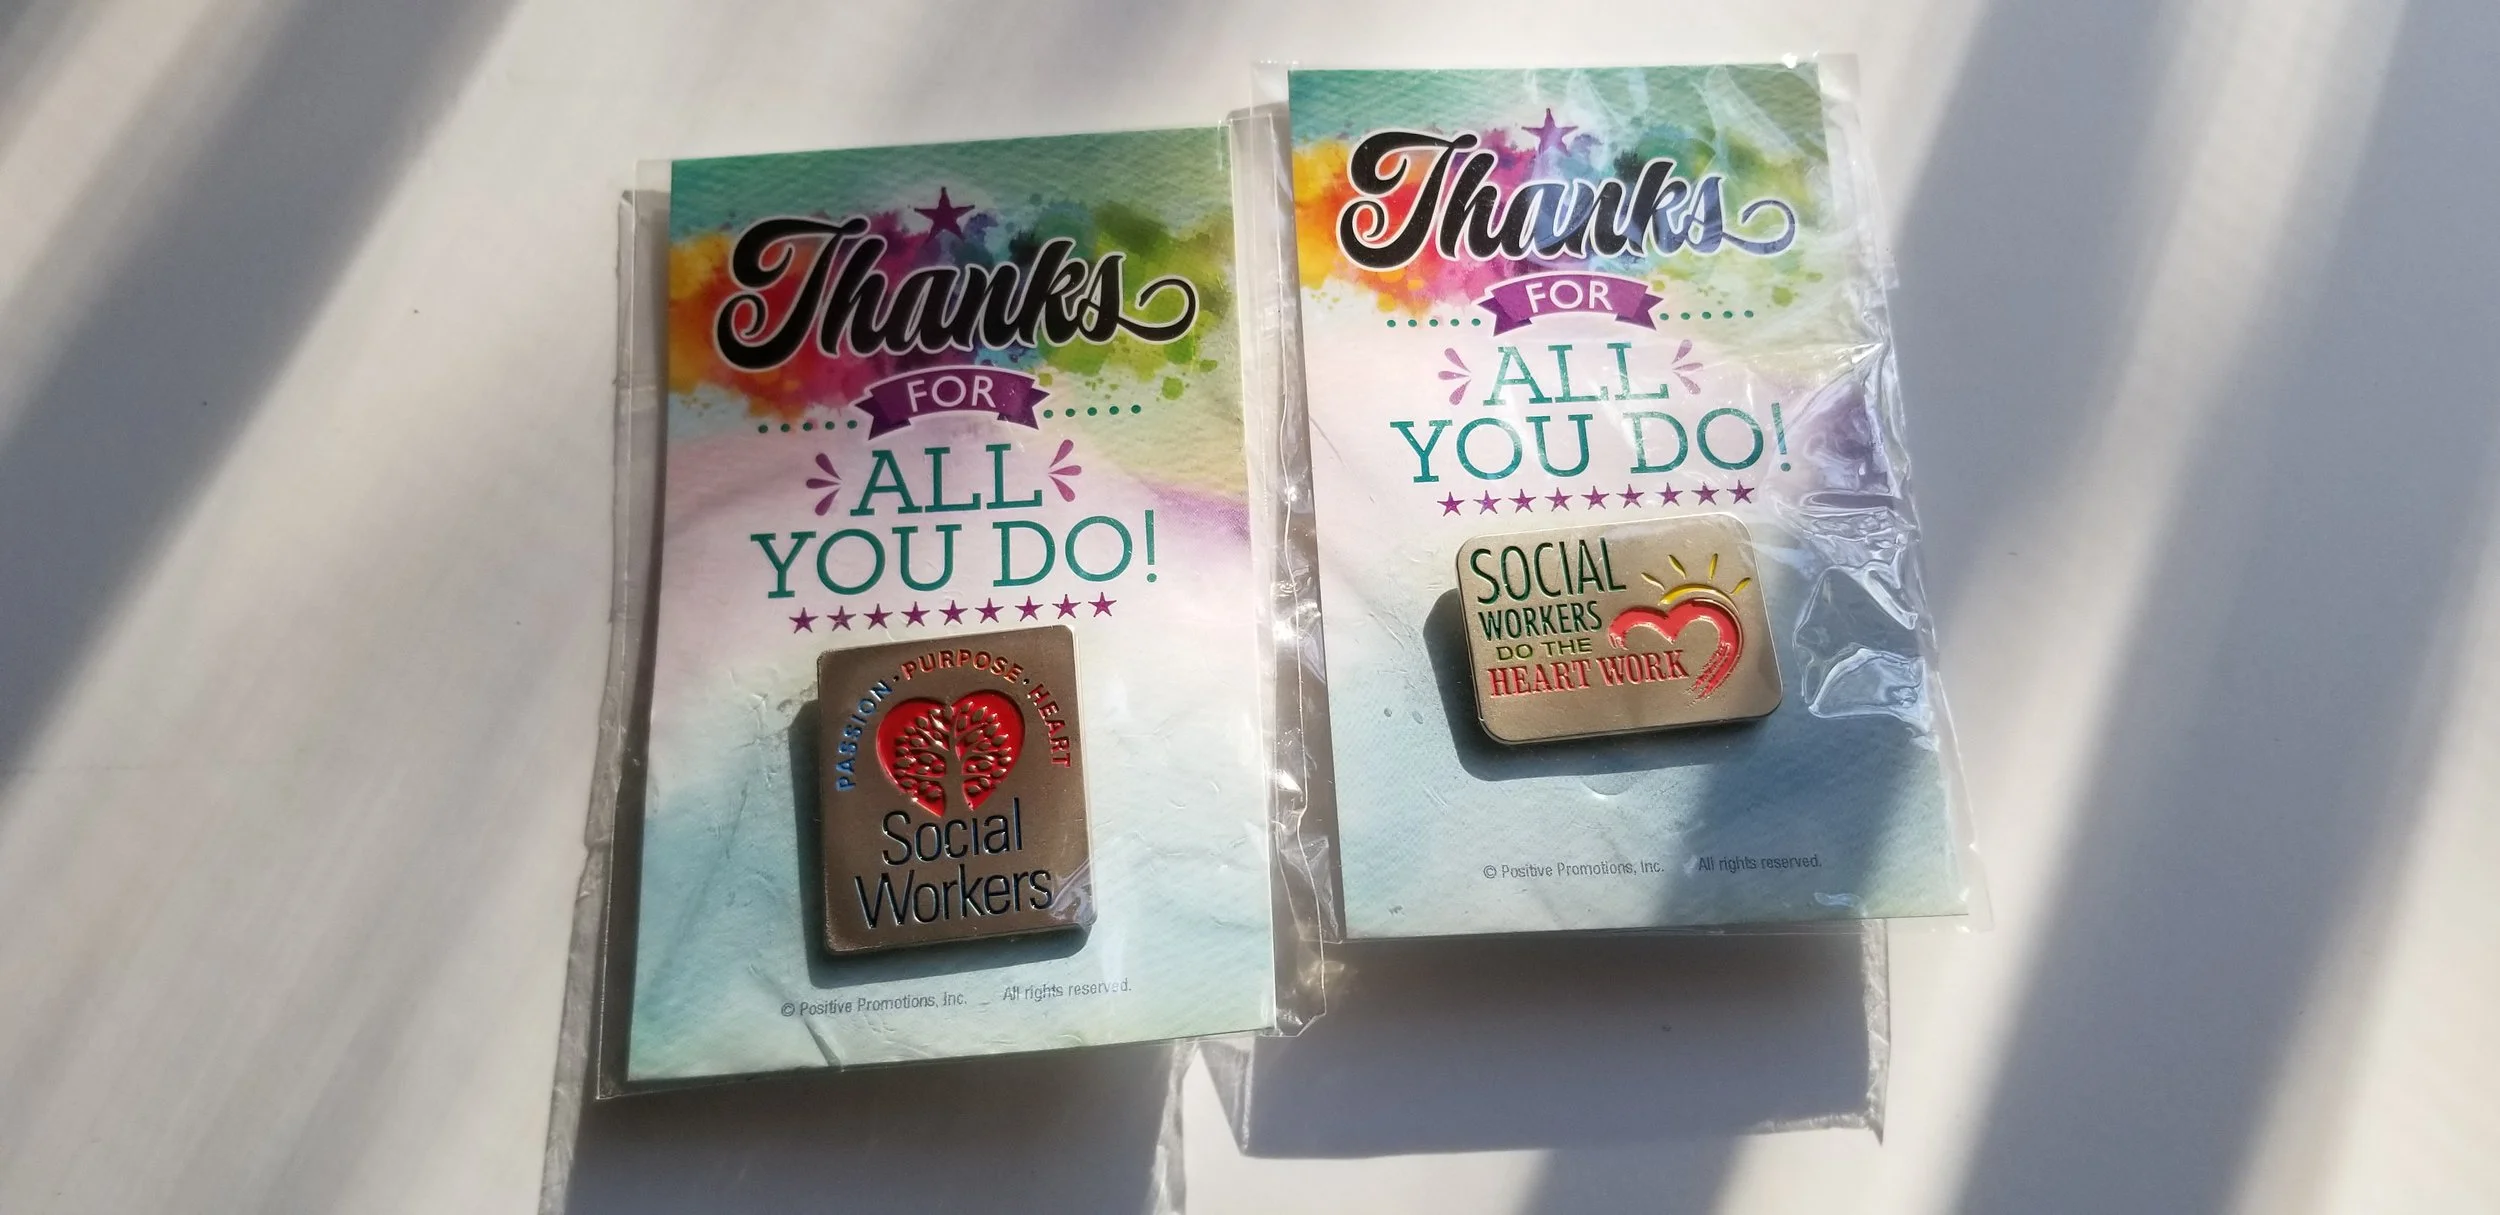 Thanks
FOR
ALL
YOU DO!
PASSION · PURPOSE · HEART
Social
Workers
© Positive Promotions, Inc. All rights reserved.
Thanks
FOR
ALL
YOU DO!
SOCIAL
WORKERS
DO THE
HEART WORK
© Positive Promotions, Inc. All rights reserved.